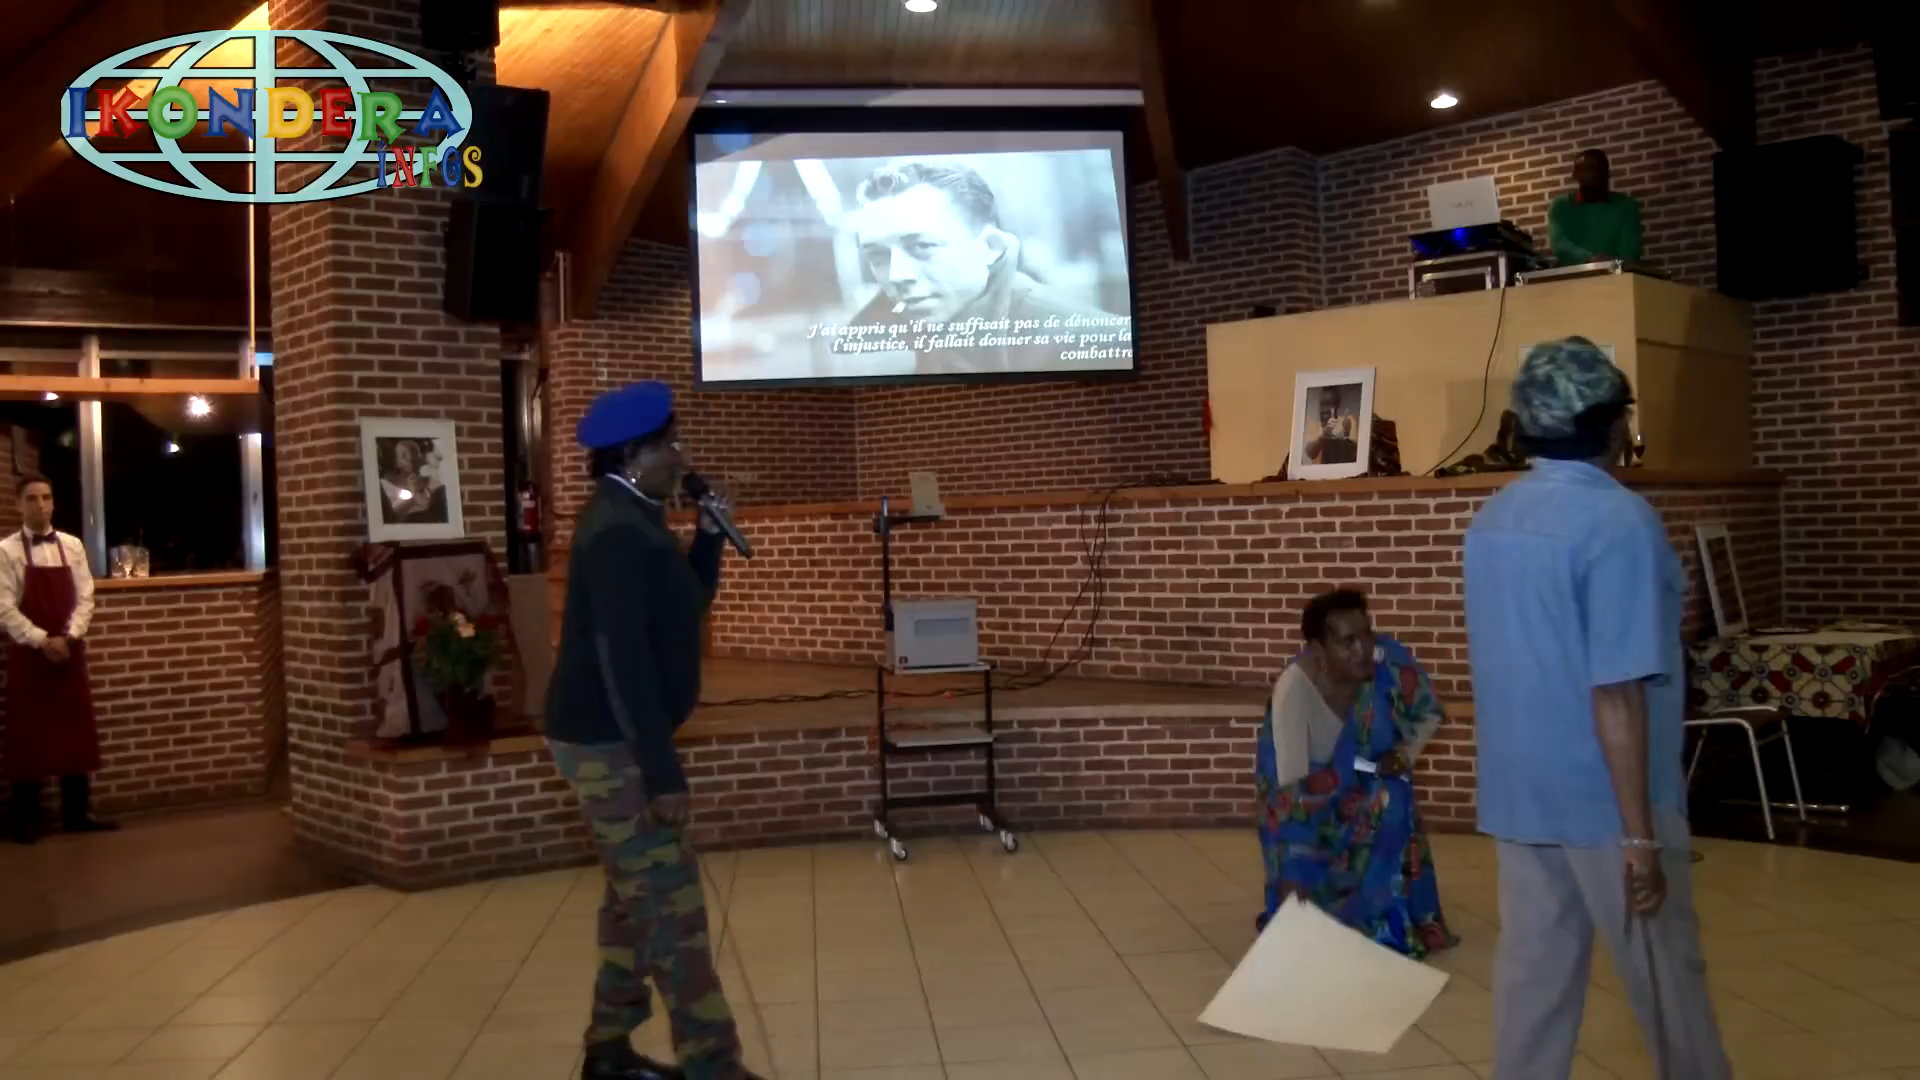 IKONDERA
INFOS
J'ai appris qu'il ne suffisait pas de dénoncer
l'injustice, il fallait donner sa vie pour la
combattre